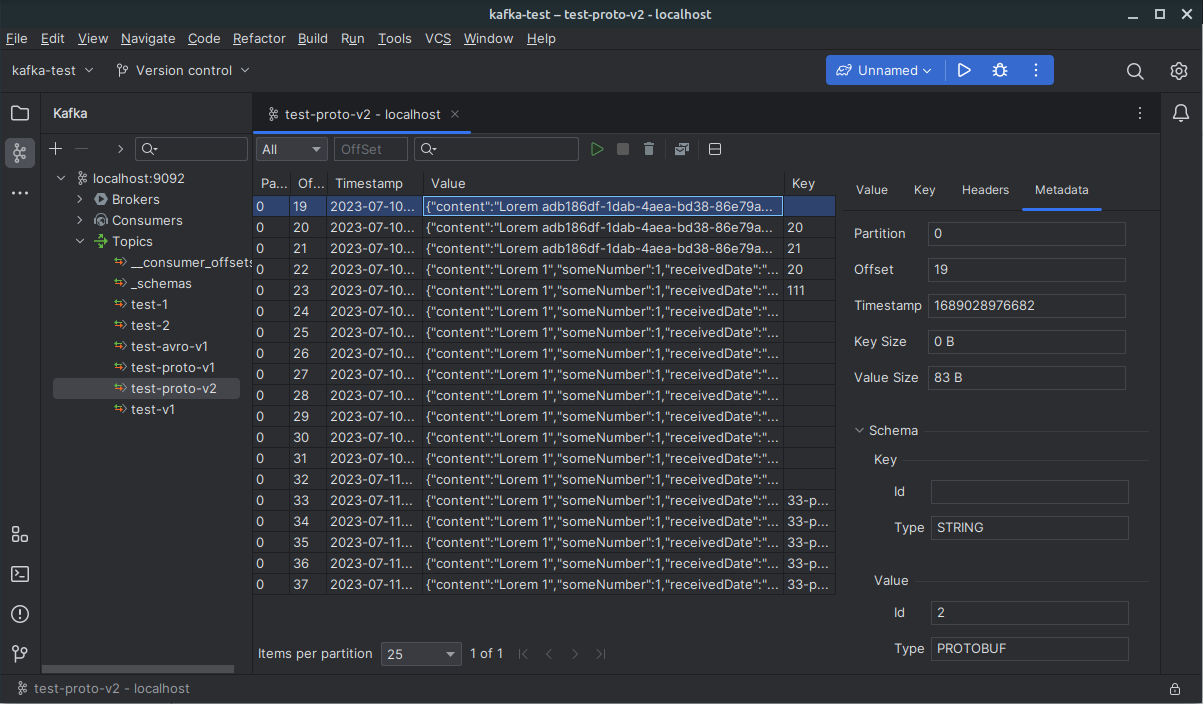 kafka-test – test-proto-v2 - localhost
File Edit View Navigate Code Refactor Build Run Tools VCS Window Help
kafka-test Version control Unnamed
Kafka
test-proto-v2 - localhost
All OffSet
localhost:9092
Brokers
Consumers
Topics
__consumer_offsets
_schemas
test-1
test-2
test-avro-v1
test-proto-v1
test-proto-v2
test-v1
Pa... Of... Timestamp Value Key
0 19 2023-07-10... {"content":"Lorem adb186df-1dab-4aea-bd38-86e79a...
0 20 2023-07-10... {"content":"Lorem adb186df-1dab-4aea-bd38-86e79a... 20
0 21 2023-07-10... {"content":"Lorem adb186df-1dab-4aea-bd38-86e79a... 21
0 22 2023-07-10... {"content":"Lorem 1","someNumber":1,"receivedDate":"... 20
0 23 2023-07-10... {"content":"Lorem 1","someNumber":1,"receivedDate":"... 111
0 24 2023-07-10... {"content":"Lorem 1","someNumber":1,"receivedDate":"...
0 25 2023-07-10... {"content":"Lorem 1","someNumber":1,"receivedDate":"...
0 26 2023-07-10... {"content":"Lorem 1","someNumber":1,"receivedDate":"...
0 27 2023-07-10... {"content":"Lorem 1","someNumber":1,"receivedDate":"...
0 28 2023-07-10... {"content":"Lorem 1","someNumber":1,"receivedDate":"...
0 29 2023-07-10... {"content":"Lorem 1","someNumber":1,"receivedDate":"...
0 30 2023-07-10... {"content":"Lorem 1","someNumber":1,"receivedDate":"...
0 31 2023-07-10... {"content":"Lorem 1","someNumber":1,"receivedDate":"...
0 32 2023-07-11... {"content":"Lorem 1","someNumber":1,"receivedDate":"...
0 33 2023-07-11... {"content":"Lorem 1","someNumber":1,"receivedDate":"... 33-p...
0 34 2023-07-11... {"content":"Lorem 1","someNumber":1,"receivedDate":"... 33-p...
0 35 2023-07-11... {"content":"Lorem 1","someNumber":1,"receivedDate":"... 33-p...
0 36 2023-07-11... {"content":"Lorem 1","someNumber":1,"receivedDate":"... 33-p...
0 37 2023-07-11... {"content":"Lorem 1","someNumber":1,"receivedDate":"... 33-p...
Items per partition 25 1 of 1
Value Key Headers Metadata
Partition 0
Offset 19
Timestamp 1689028976682
Key Size 0 B
Value Size 83 B
Schema
Key
Id
Type STRING
Value
Id 2
Type PROTOBUF
test-proto-v2 - localhost